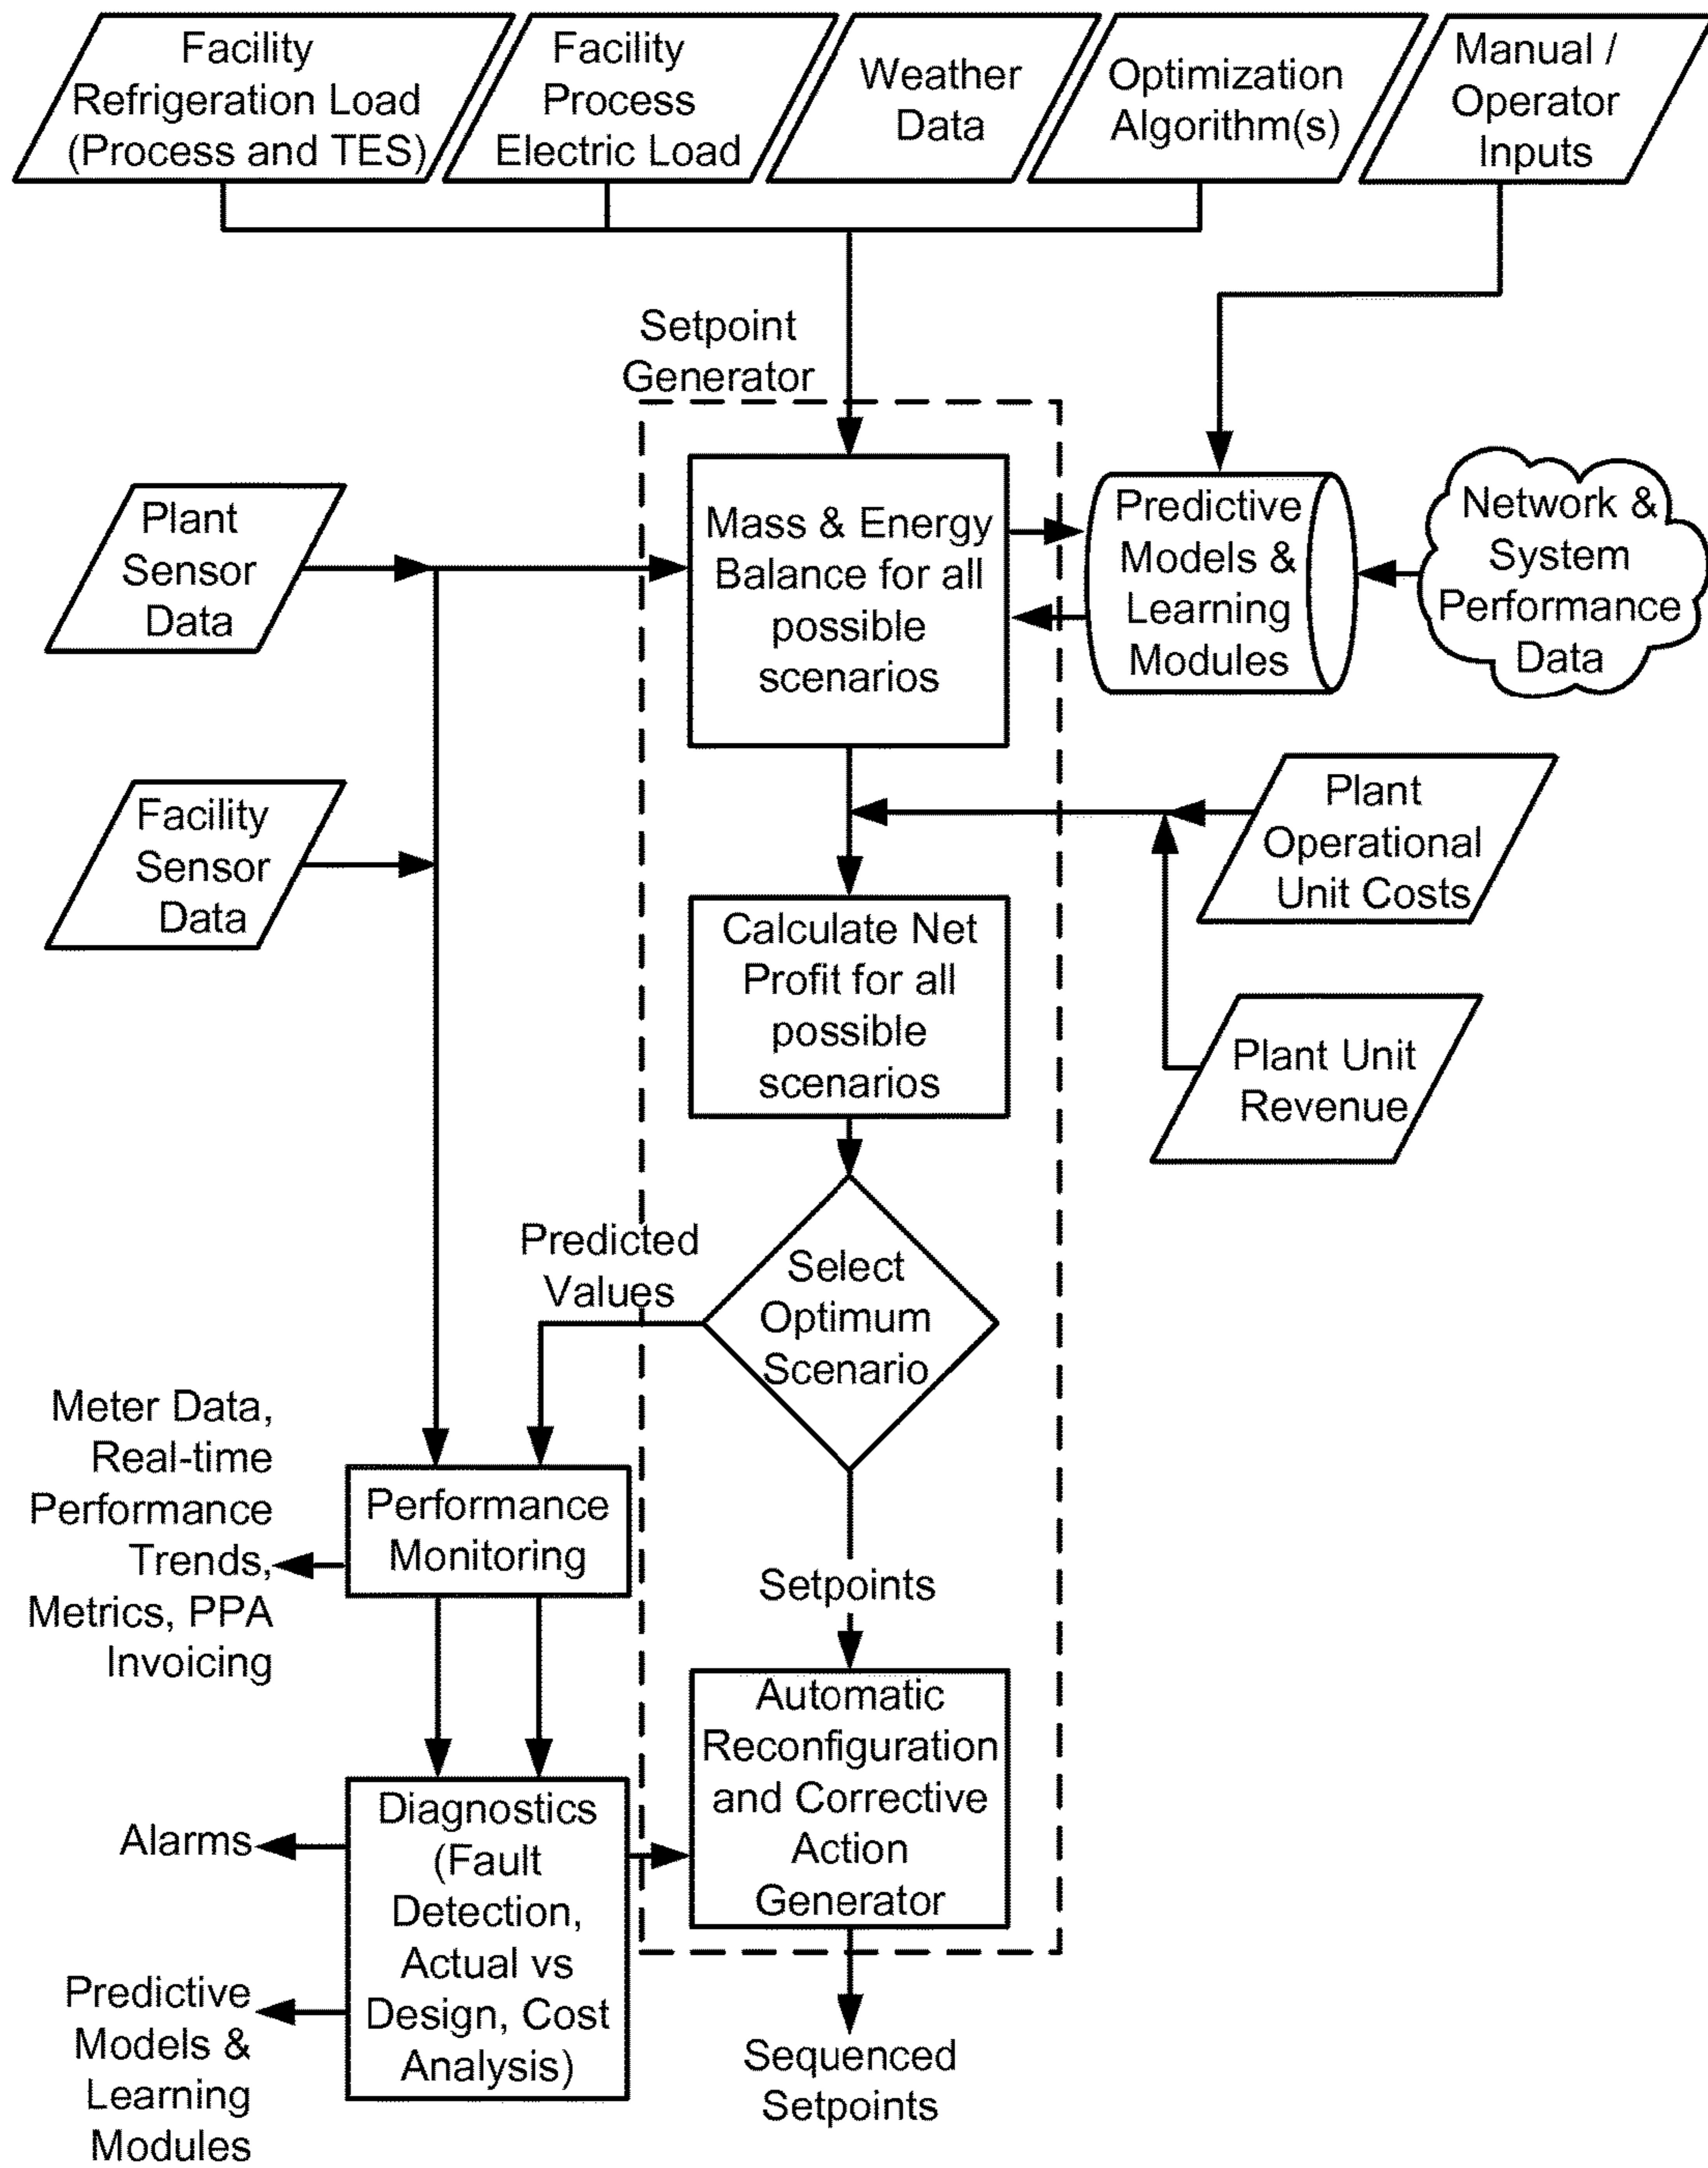 Facility
Refrigeration Load
(Process and TES)
Facility
Process
Electric Load
Weather
Data
Optimization
Algorithm(s)
Manual /
Operator
Inputs
Setpoint
Generator
Plant
Sensor
Data
Mass & Energy
Balance for all
possible
scenarios
Predictive
Models &
Learning
Modules
Network &
System
Performance
Data
Facility
Sensor
Data
Plant
Operational
Unit Costs
Calculate Net
Profit for all
possible
scenarios
Plant Unit
Revenue
Predicted
Values
Select
Optimum
Scenario
Meter Data,
Real-time
Performance
Trends,
Metrics, PPA
Invoicing
Performance
Monitoring
Setpoints
Automatic
Reconfiguration
and Corrective
Action
Generator
Alarms
Diagnostics
(Fault
Detection,
Actual vs
Design, Cost
Analysis)
Predictive
Models &
Learning
Modules
Sequenced
Setpoints